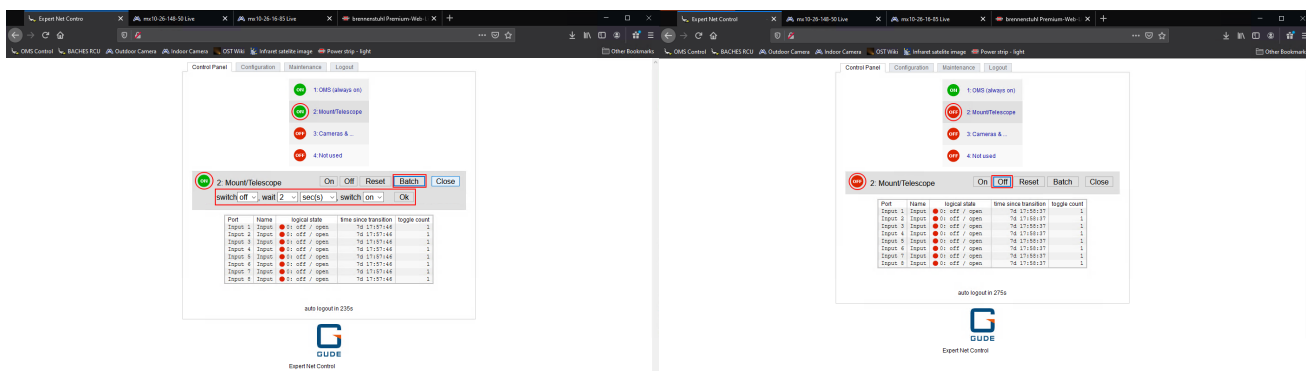 Expert Net Contro
mx10-26-148-50 Live
mx10-26-16-85 Live
brennenstuhl Premium-Web-
OMS Control
BACHES RCU
Outdoor Camera
Indoor Camera
OST Wiki
Infraret satelite image
Power strip - light
Other Bookmarks
Control Panel
Configuration
Maintenance
Logout
ON 1: OMS (always on)
ON 2: Mount/Telescope
OFF 3: Cameras & ...
OFF 4: Not used
OFF 2: Mount/Telescope On Off Reset Batch Close
switch off , wait 2 sec(s) , switch on Ok
Port Name logical state time since transition toggle count
Input 1 Input 0: off / open 7d 17:57:46 1
Input 2 Input 0: off / open 7d 17:57:46 1
Input 3 Input 0: off / open 7d 17:57:46 1
Input 4 Input 0: off / open 7d 17:57:46 1
Input 5 Input 0: off / open 7d 17:57:46 1
Input 6 Input 0: off / open 7d 17:57:46 1
Input 7 Input 0: off / open 7d 17:57:46 1
Input 8 Input 0: off / open 7d 17:57:46 1
auto logout in 235s
GUDE
Expert Net Control
Expert Net Control
mx10-26-148-50 Live
mx10-26-16-85 Live
brennenstuhl Premium-Web-
OMS Control
BACHES RCU
Outdoor Camera
Indoor Camera
OST Wiki
Infraret satelite image
Power strip - light
Other Bookmark
Control Panel
Configuration
Maintenance
Logout
ON 1: OMS (always on)
OFF 2: Mount/Telescope
OFF 3: Cameras & ...
OFF 4: Not used
OFF 2: Mount/Telescope On Off Reset Batch Close
Port Name logical state time since transition toggle count
Input 1 Input 0: off / open 7d 17:58:37 1
Input 2 Input 0: off / open 7d 17:58:37 1
Input 3 Input 0: off / open 7d 17:58:37 1
Input 4 Input 0: off / open 7d 17:58:37 1
Input 5 Input 0: off / open 7d 17:58:37 1
Input 6 Input 0: off / open 7d 17:58:37 1
Input 7 Input 0: off / open 7d 17:58:37 1
Input 8 Input 0: off / open 7d 17:58:37 1
auto logout in 275s
GUDE
Expert Net Control